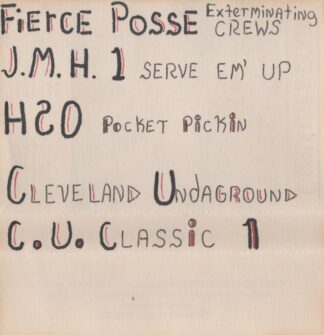 FiERCE POSSE Exterminating CREWS
J.M.H. 1 SERVE EM' UP
H2O POCKET PiCKiN
CLEVELAND UNDAGROUND
C.U. CLASSiC 1